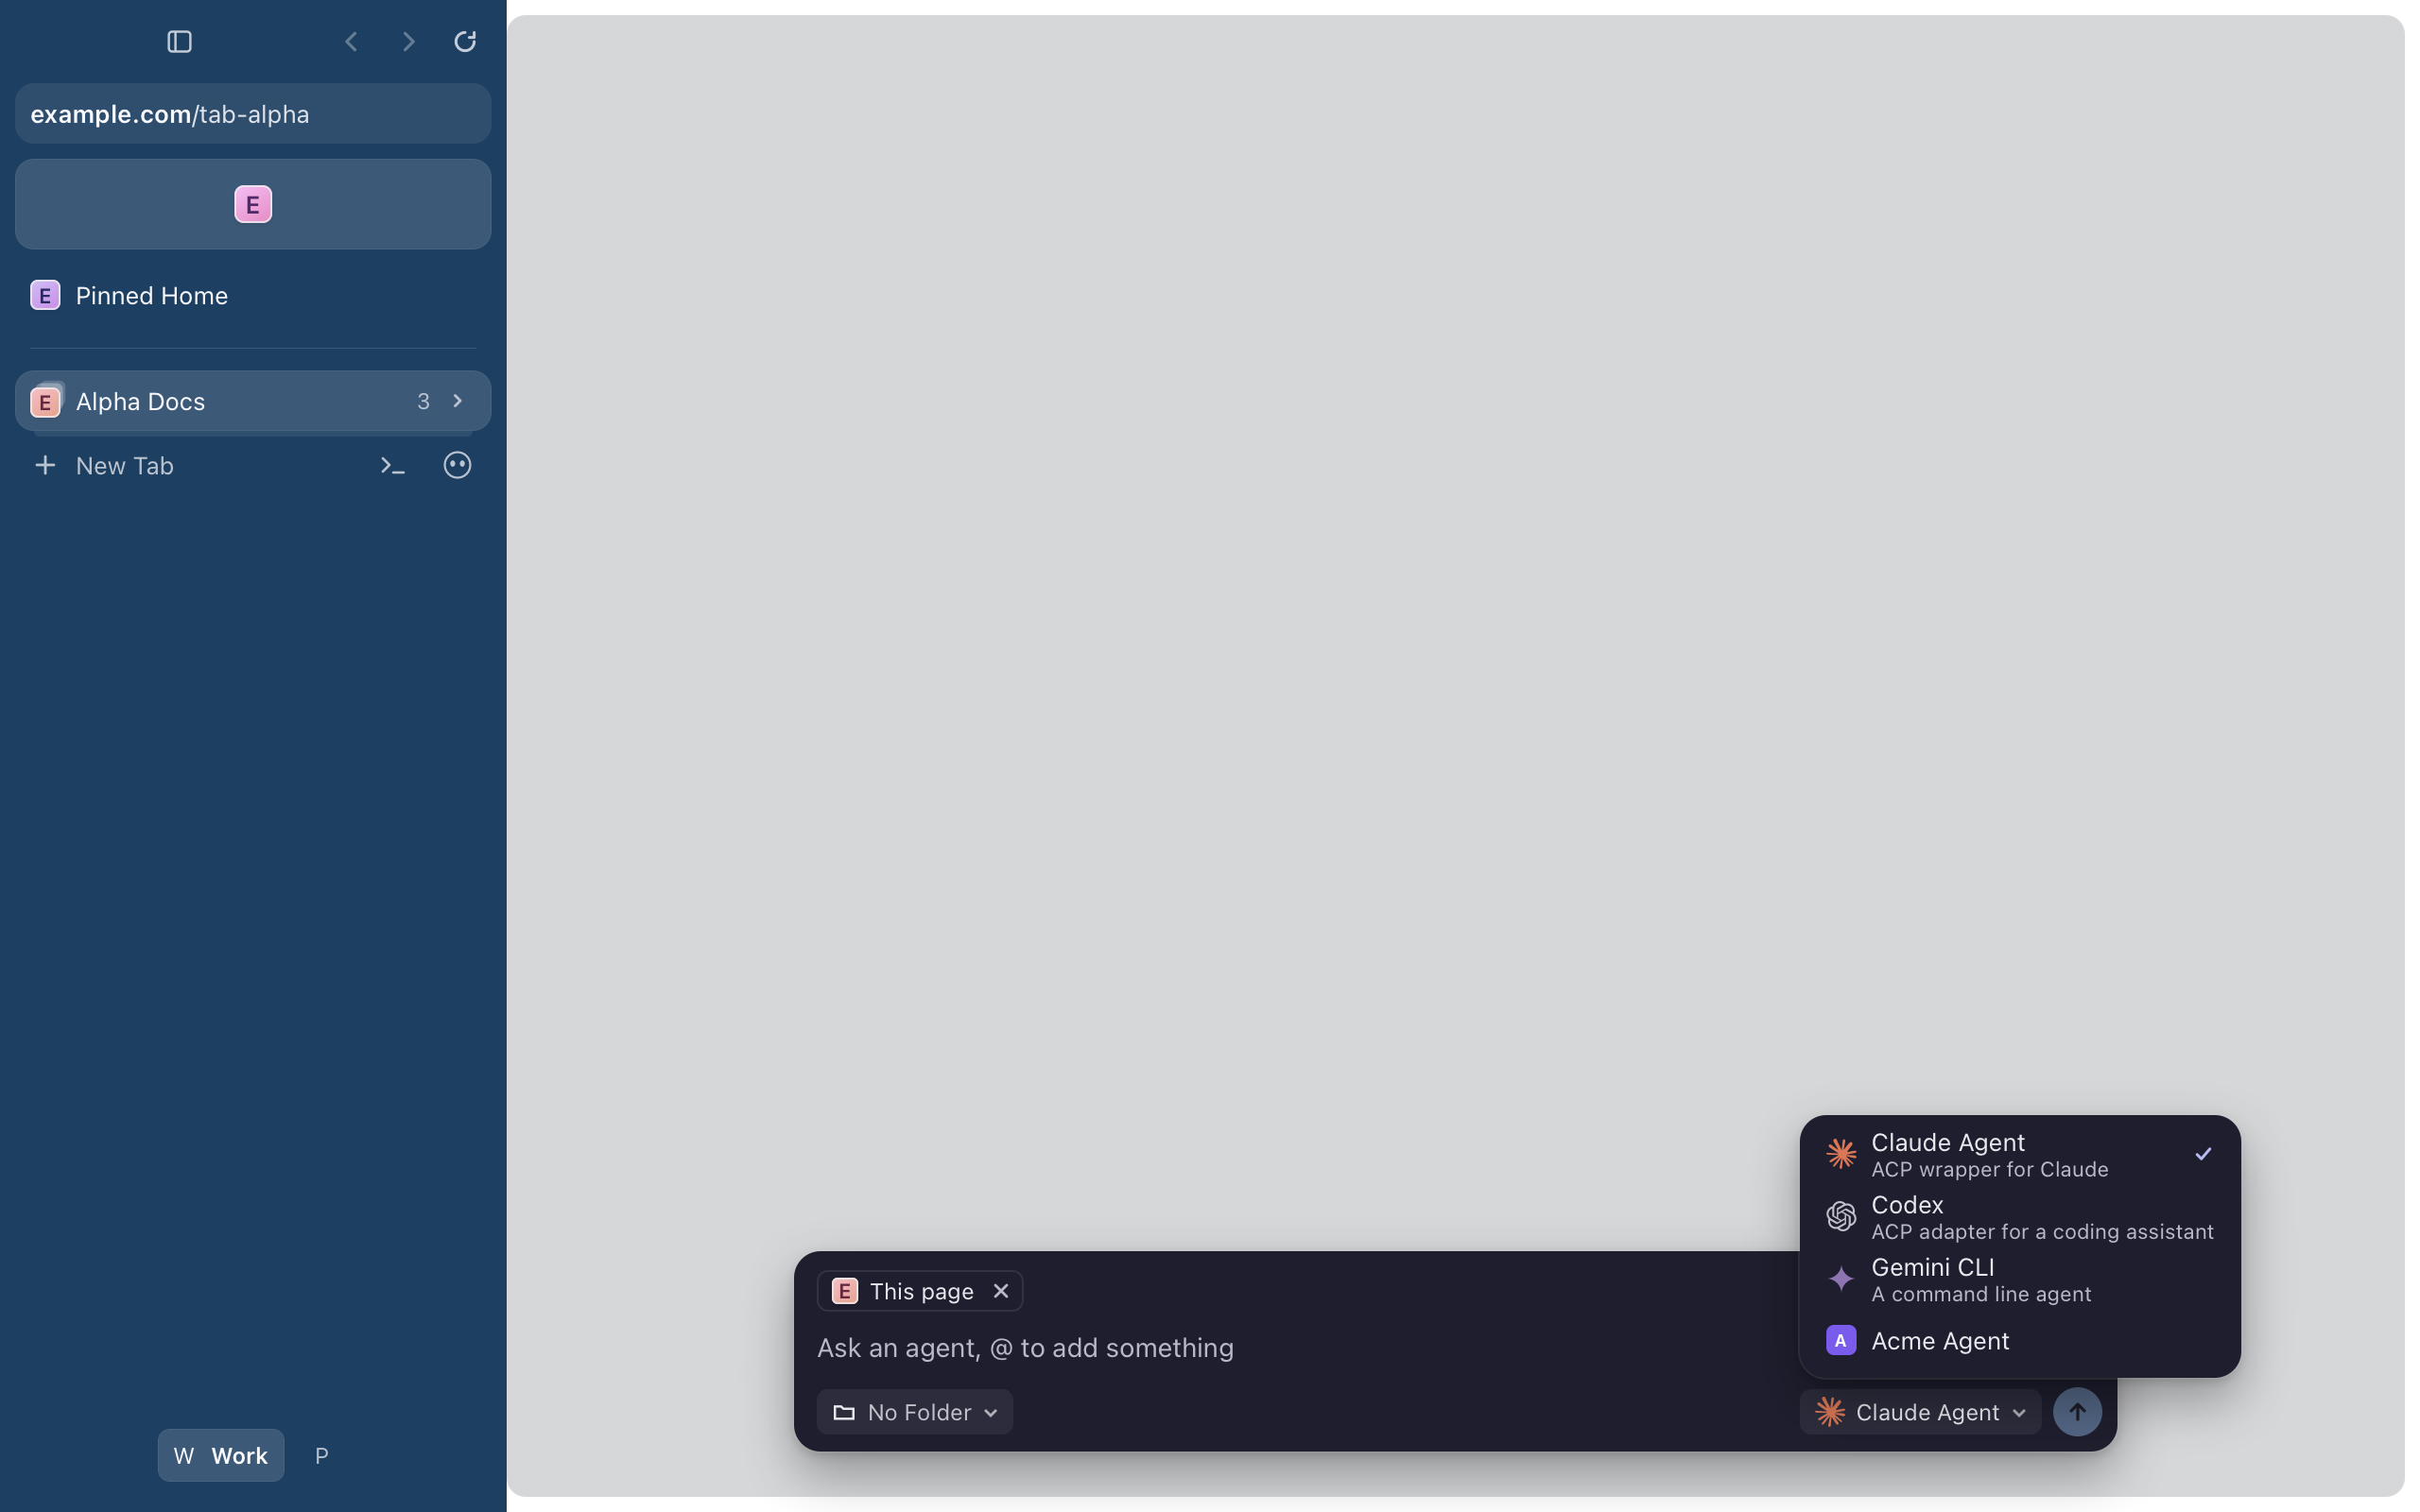 example.com/tab-alpha
E
E Pinned Home
E Alpha Docs 3
New Tab
W Work P
Claude Agent
ACP wrapper for Claude
Codex
ACP adapter for a coding assistant
Gemini CLI
A command line agent
A Acme Agent
E This page
Ask an agent, @ to add something
No Folder
Claude Agent